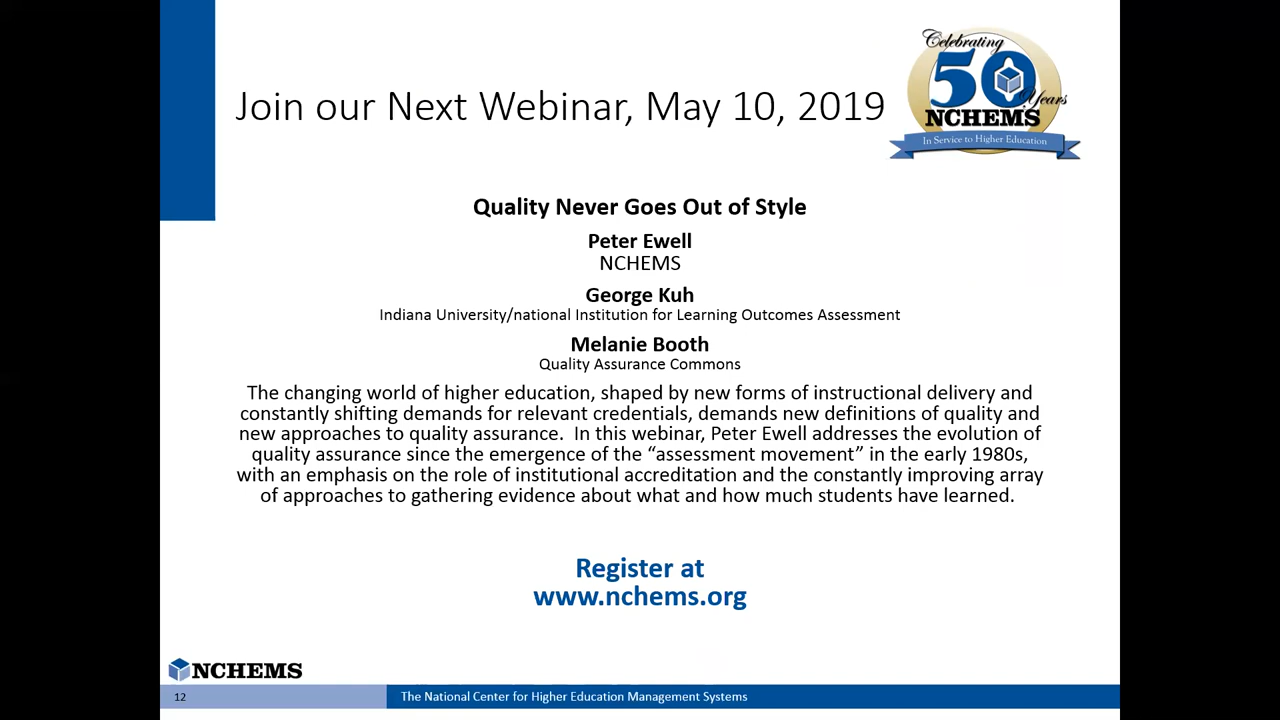 Join our Next Webinar, May 10, 2019
Celebrating
50
Years
NCHEMS
In Service to Higher Education
Quality Never Goes Out of Style
Peter Ewell
NCHEMS
George Kuh
Indiana University/national Institution for Learning Outcomes Assessment
Melanie Booth
Quality Assurance Commons
The changing world of higher education, shaped by new forms of instructional delivery and
constantly shifting demands for relevant credentials, demands new definitions of quality and
new approaches to quality assurance.  In this webinar, Peter Ewell addresses the evolution of
quality assurance since the emergence of the “assessment movement” in the early 1980s,
with an emphasis on the role of institutional accreditation and the constantly improving array
of approaches to gathering evidence about what and how much students have learned.
Register at
www.nchems.org
NCHEMS
12
The National Center for Higher Education Management Systems